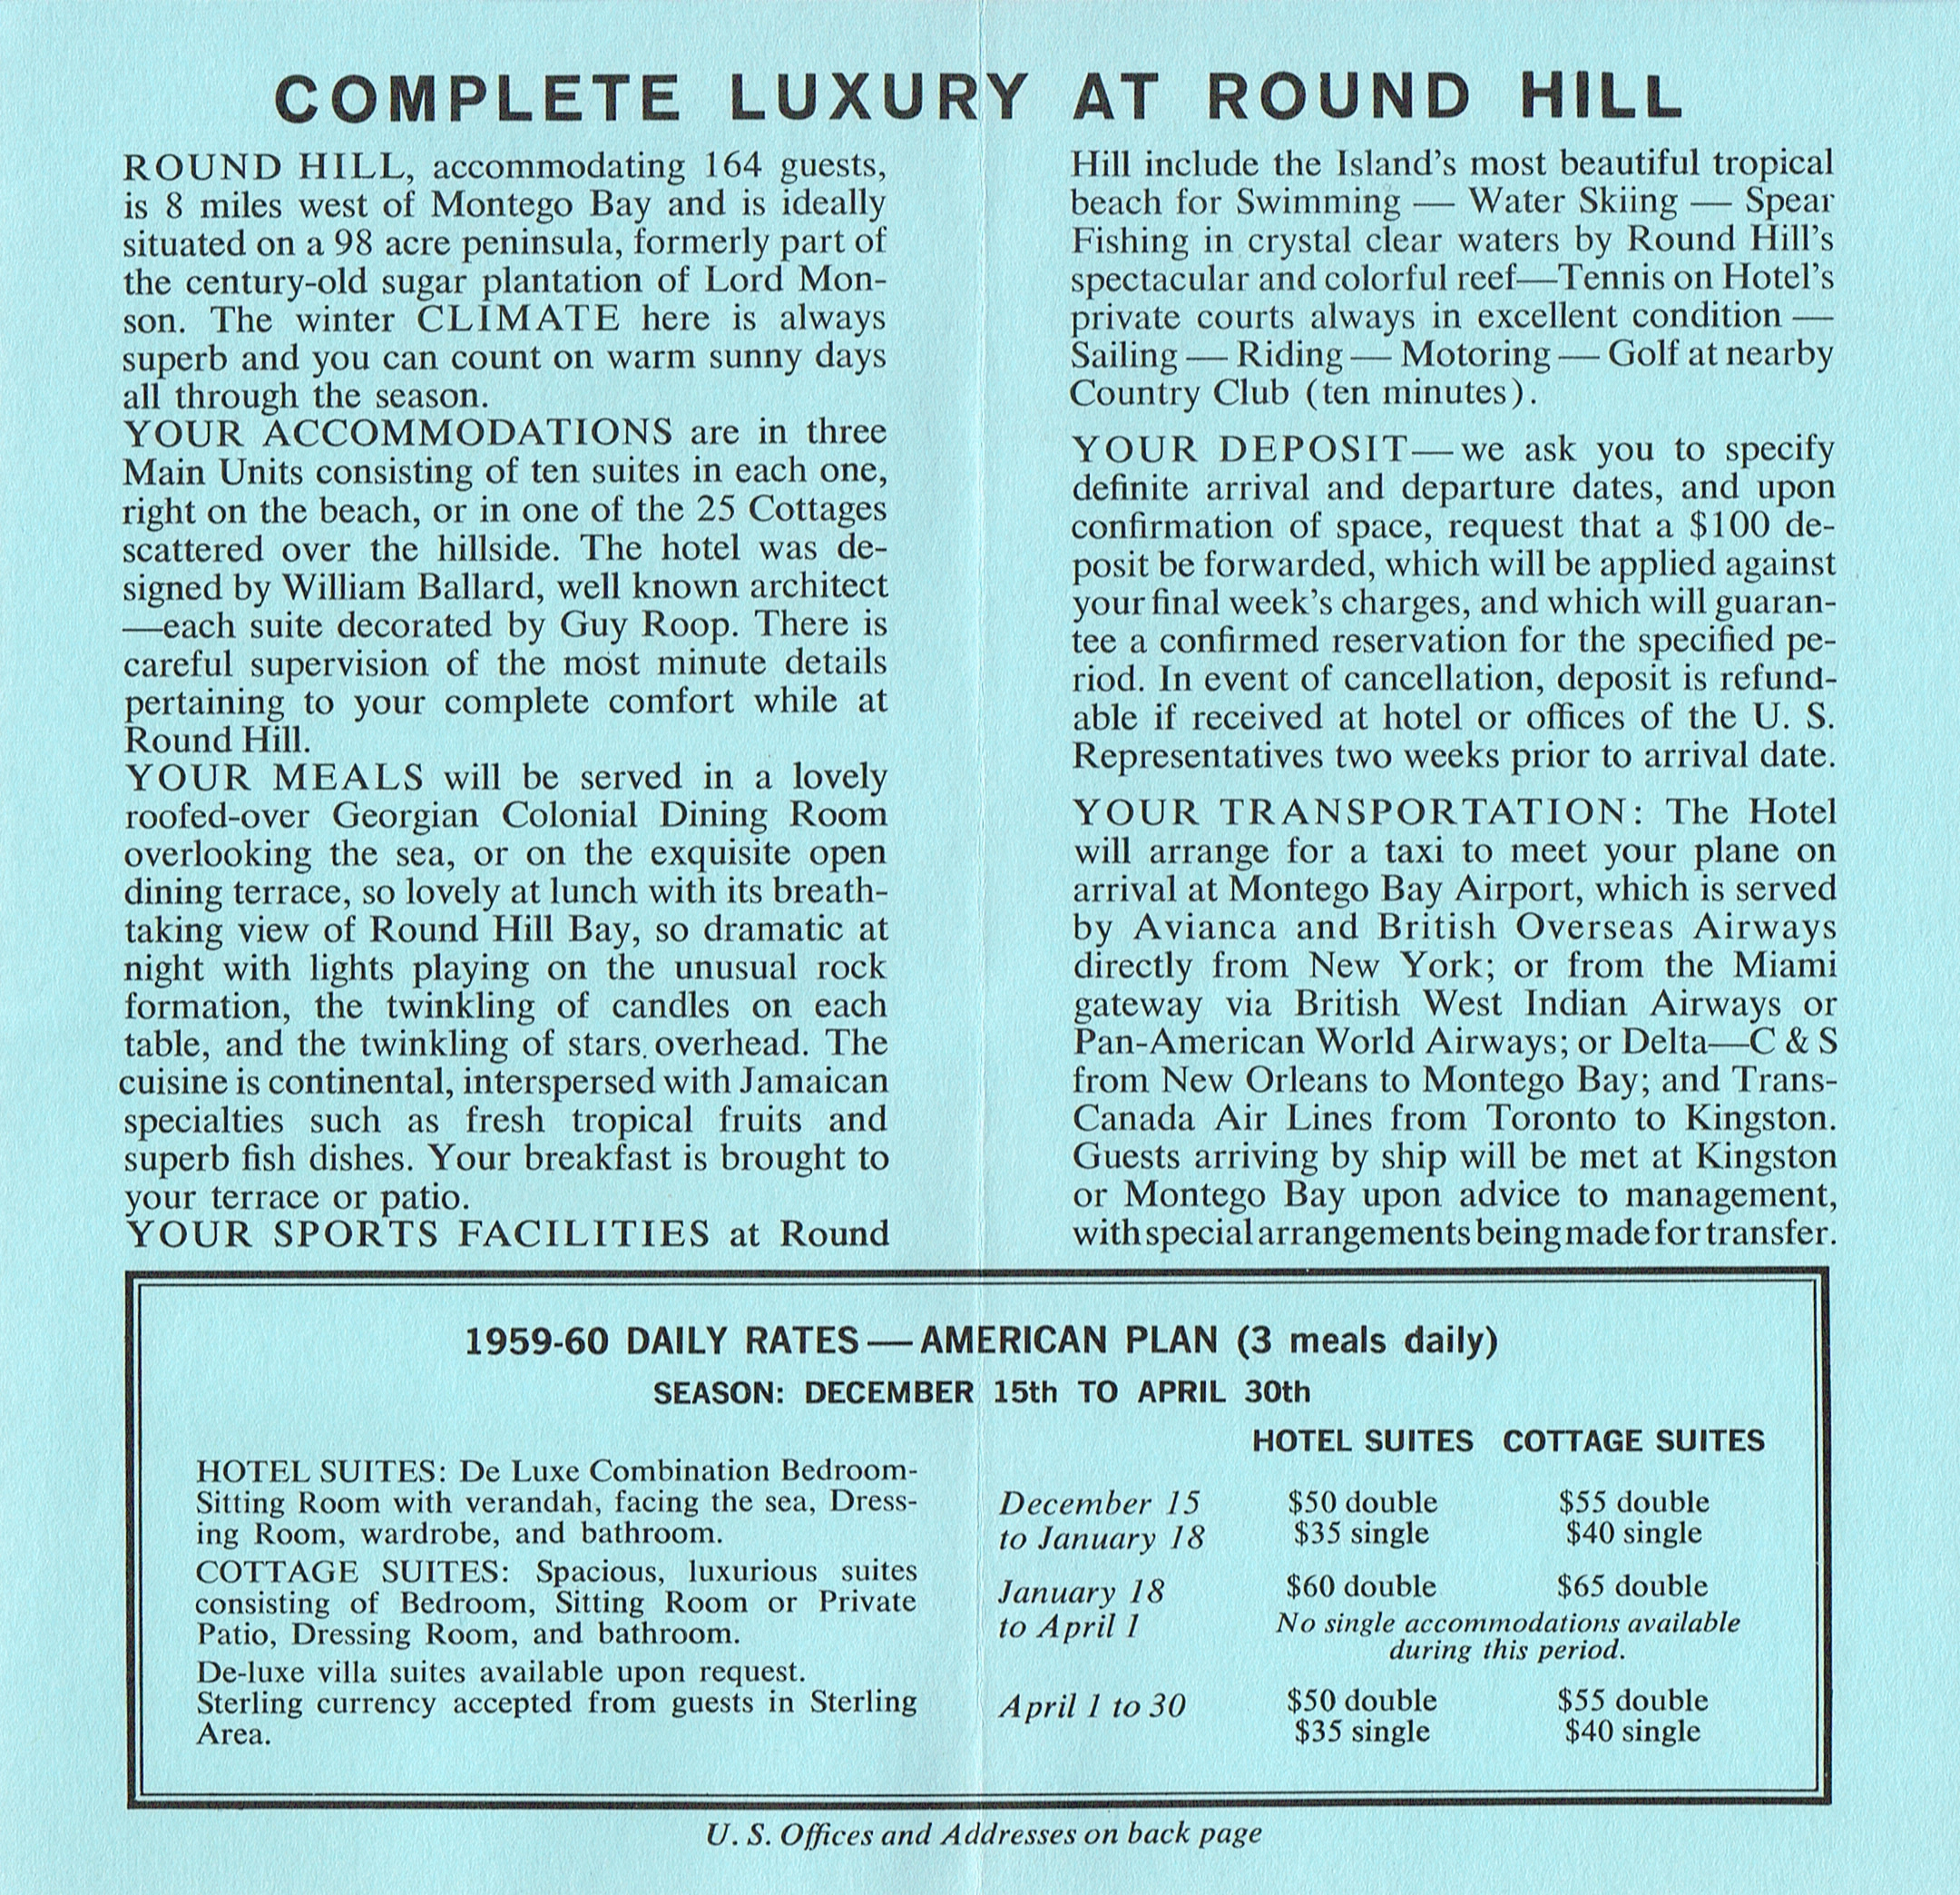 COMPLETE LUXURY AT ROUND HILL
ROUND HILL, accommodating 164 guests,
is 8 miles west of Montego Bay and is ideally
situated on a 98 acre peninsula, formerly part of
the century-old sugar plantation of Lord Mon-
son. The winter CLIMATE here is always
superb and you can count on warm sunny days
all through the season.
YOUR ACCOMMODATIONS are in three
Main Units consisting of ten suites in each one,
right on the beach, or in one of the 25 Cottages
scattered over the hillside. The hotel was de-
signed by William Ballard, well known architect
—each suite decorated by Guy Roop. There is
careful supervision of the most minute details
pertaining to your complete comfort while at
Round Hill.
YOUR MEALS will be served in a lovely
roofed-over Georgian Colonial Dining Room
overlooking the sea, or on the exquisite open
dining terrace, so lovely at lunch with its breath-
taking view of Round Hill Bay, so dramatic at
night with lights playing on the unusual rock
formation, the twinkling of candles on each
table, and the twinkling of stars overhead. The
cuisine is continental, interspersed with Jamaican
specialties such as fresh tropical fruits and
superb fish dishes. Your breakfast is brought to
your terrace or patio.
YOUR SPORTS FACILITIES at Round
Hill include the Island's most beautiful tropical
beach for Swimming — Water Skiing — Spear
Fishing in crystal clear waters by Round Hill's
spectacular and colorful reef—Tennis on Hotel's
private courts always in excellent condition —
Sailing — Riding — Motoring — Golf at nearby
Country Club (ten minutes).
YOUR DEPOSIT— we ask you to specify
definite arrival and departure dates, and upon
confirmation of space, request that a $100 de-
posit be forwarded, which will be applied against
your final week's charges, and which will guaran-
tee a confirmed reservation for the specified pe-
riod. In event of cancellation, deposit is refund-
able if received at hotel or offices of the U. S.
Representatives two weeks prior to arrival date.
YOUR TRANSPORTATION: The Hotel
will arrange for a taxi to meet your plane on
arrival at Montego Bay Airport, which is served
by Avianca and British Overseas Airways
directly from New York; or from the Miami
gateway via British West Indian Airways or
Pan-American World Airways; or Delta—C & S
from New Orleans to Montego Bay; and Trans-
Canada Air Lines from Toronto to Kingston.
Guests arriving by ship will be met at Kingston
or Montego Bay upon advice to management,
with special arrangements being made for transfer.
1959-60 DAILY RATES — AMERICAN PLAN (3 meals daily)
SEASON: DECEMBER 15th TO APRIL 30th
HOTEL SUITES: De Luxe Combination Bedroom-
Sitting Room with verandah, facing the sea, Dress-
ing Room, wardrobe, and bathroom.
COTTAGE SUITES: Spacious, luxurious suites
consisting of Bedroom, Sitting Room or Private
Patio, Dressing Room, and bathroom.
De-luxe villa suites available upon request.
Sterling currency accepted from guests in Sterling
Area.
HOTEL SUITES COTTAGE SUITES
December 15 $50 double $55 double
to January 18 $35 single $40 single
January 18 $60 double $65 double
to April 1 No single accommodations available
during this period.
April 1 to 30 $50 double $55 double
$35 single $40 single
U. S. Offices and Addresses on back page